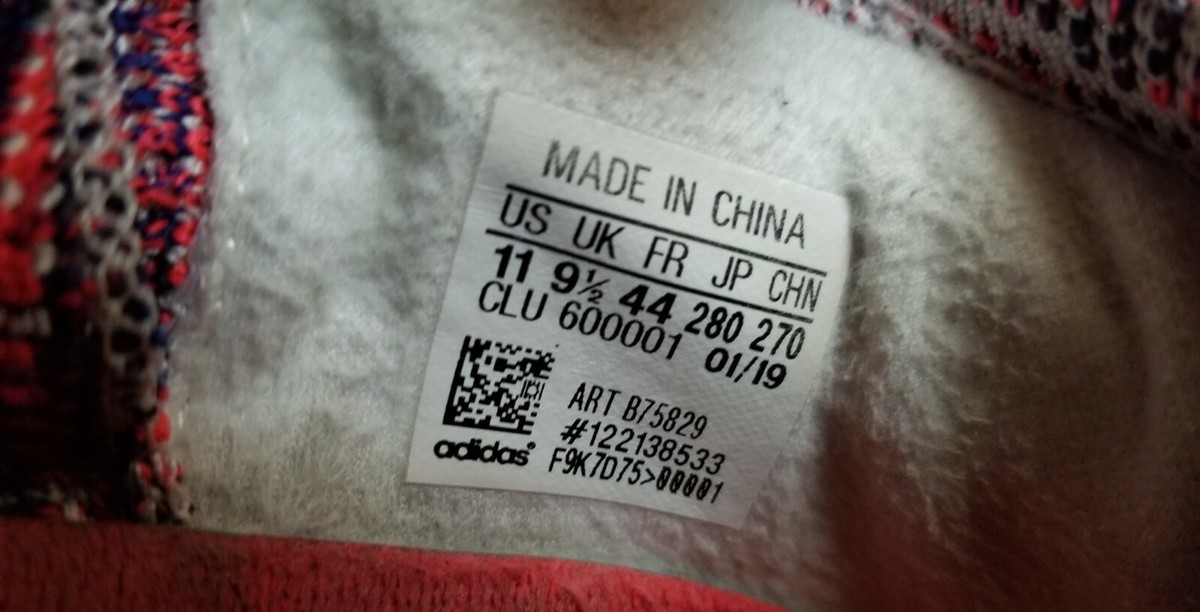 MADE IN CHINA
US UK FR JP CHN
11 9½ 44 280 270
CLU 600001 01/19
ART B75829
#122138533
adidas® F9K7D75>00001